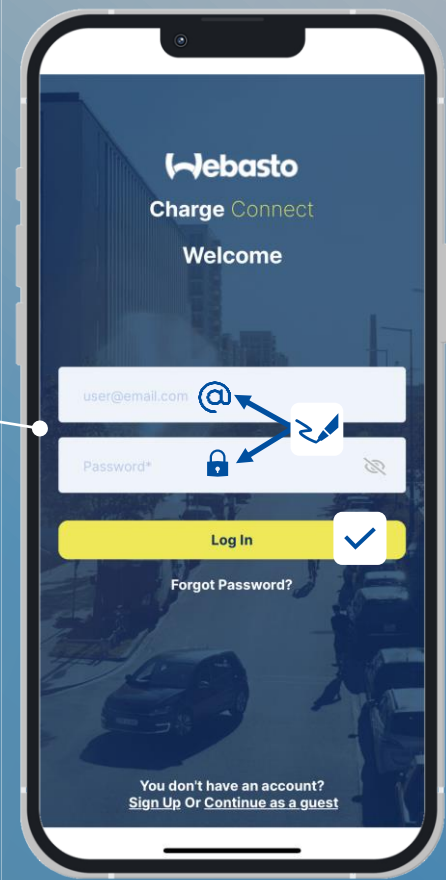 Webasto
Charge Connect
Welcome
user@email.com @
Password*
Log In
Forgot Password?
You don't have an account?
Sign Up Or Continue as a guest